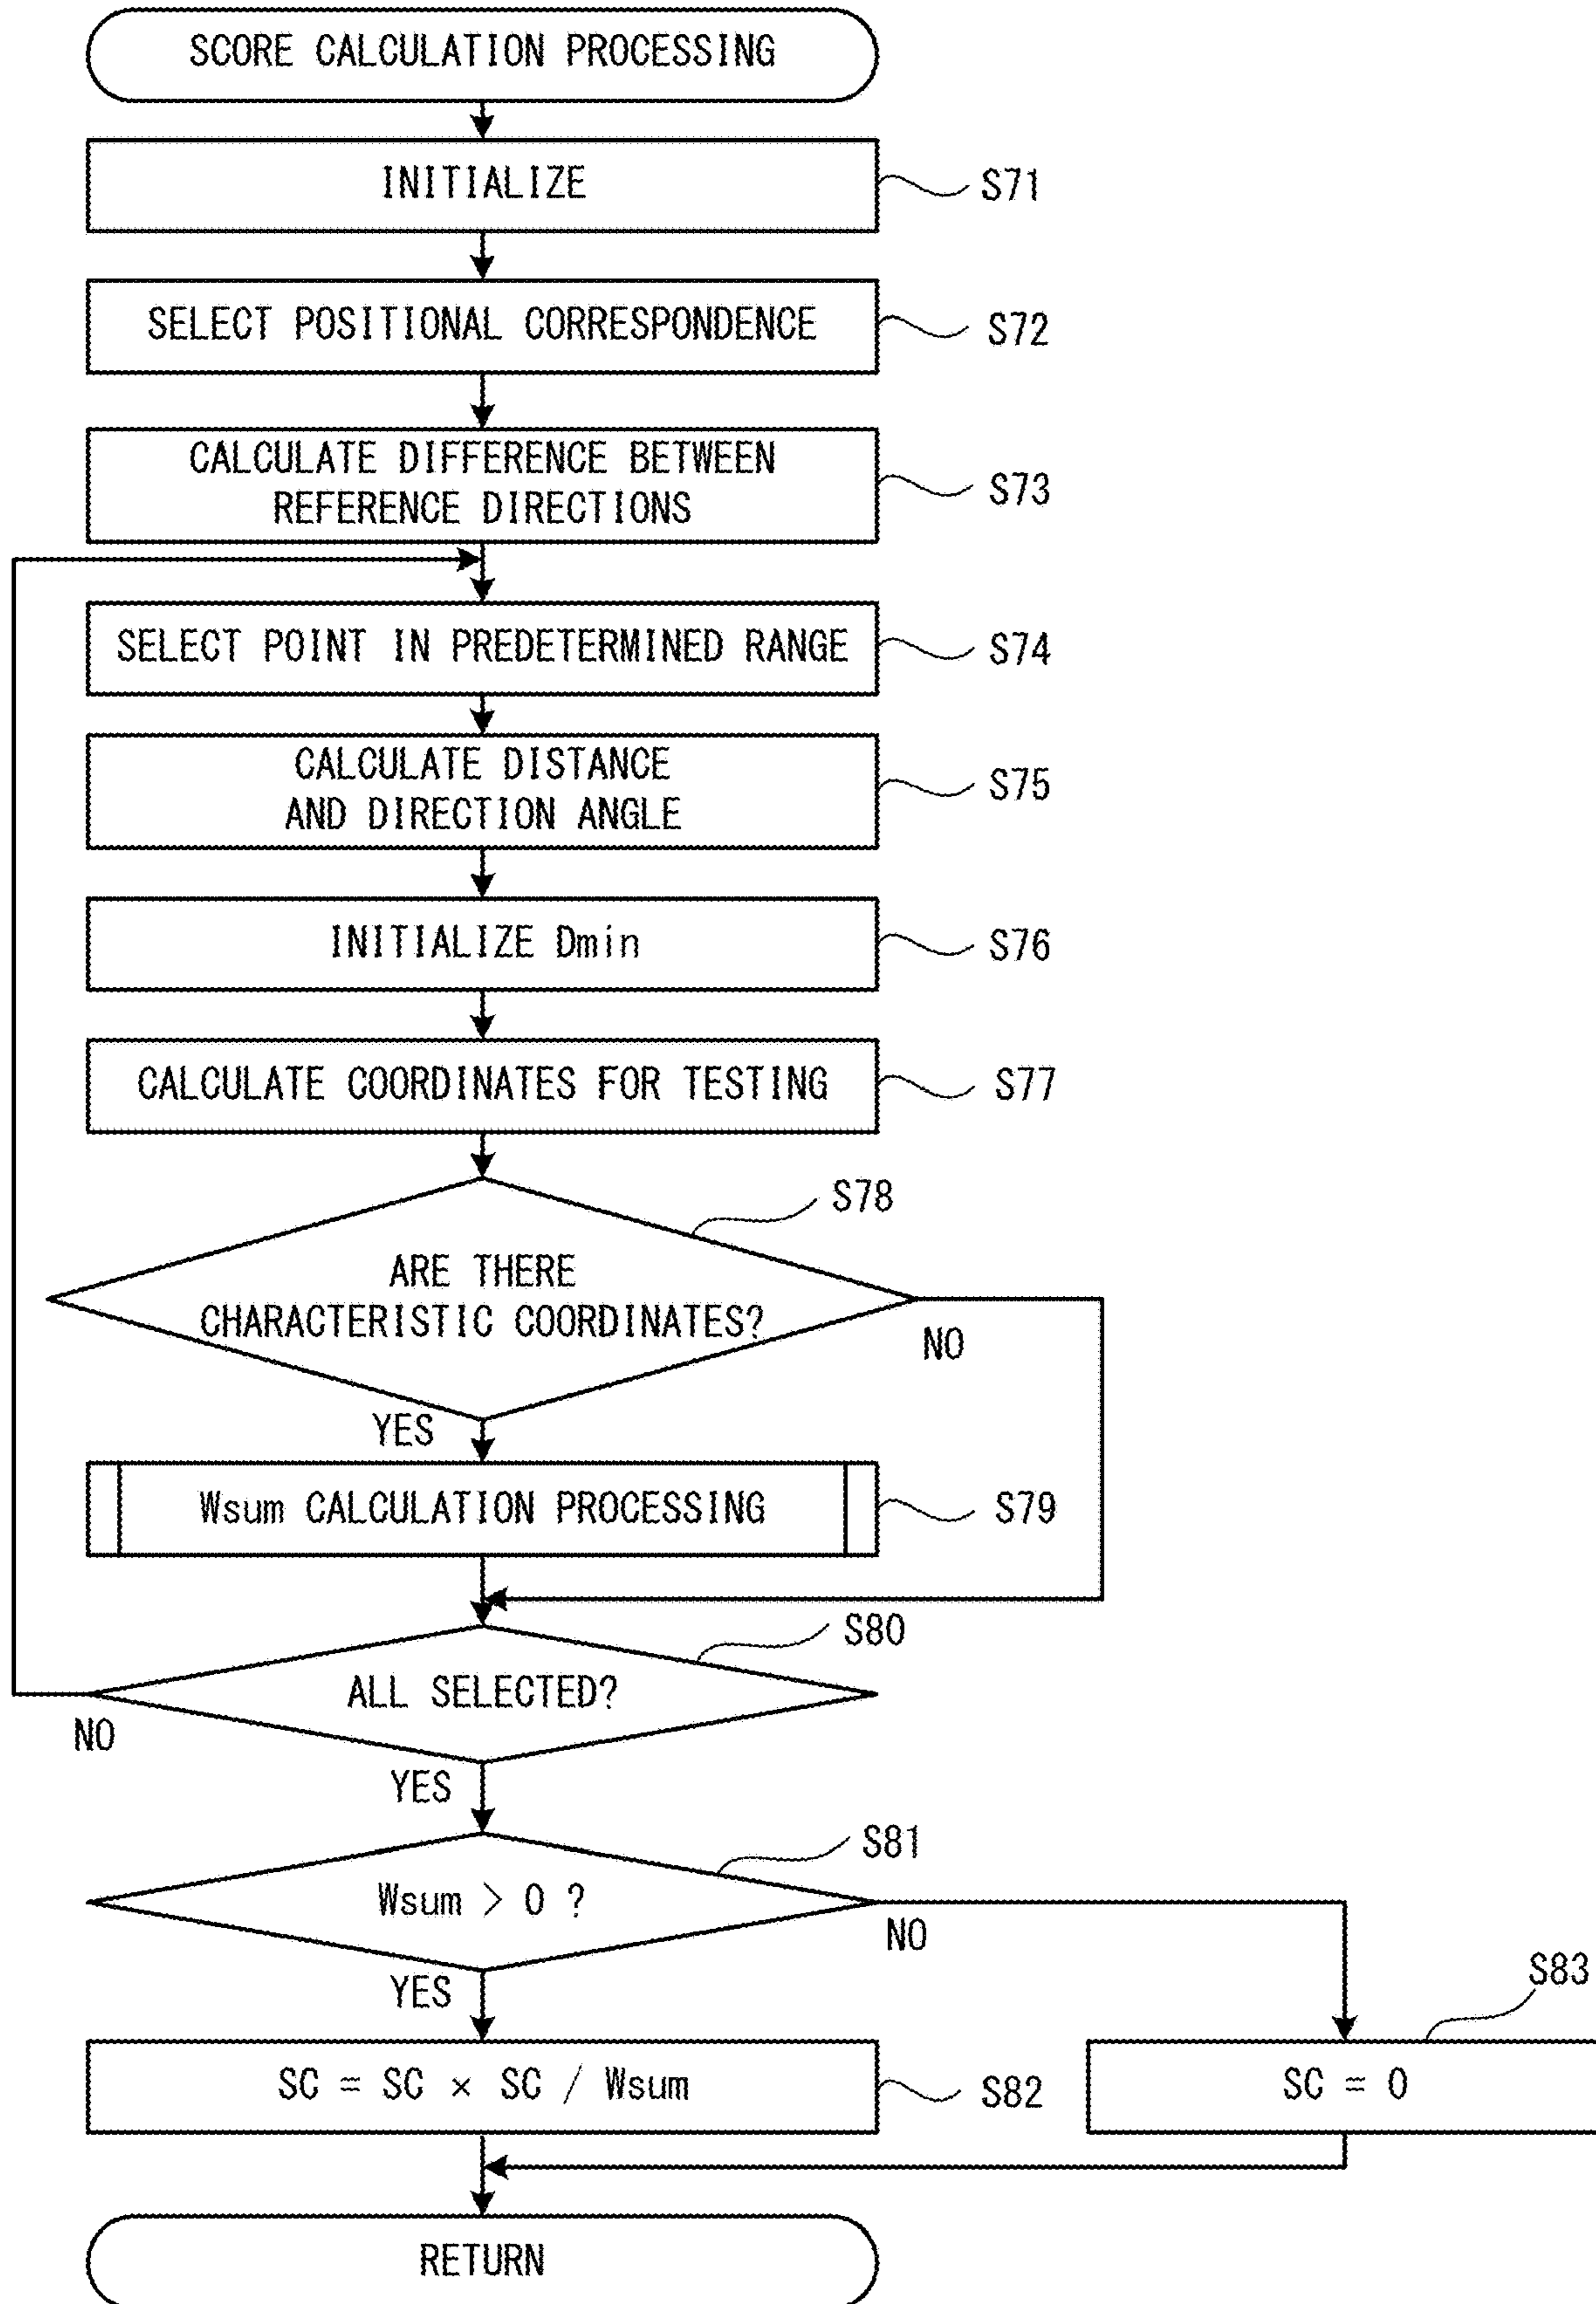 SCORE CALCULATION PROCESSING
INITIALIZE
S71
SELECT POSITIONAL CORRESPONDENCE
S72
CALCULATE DIFFERENCE BETWEEN
REFERENCE DIRECTIONS
S73
SELECT POINT IN PREDETERMINED RANGE
S74
CALCULATE DISTANCE
AND DIRECTION ANGLE
S75
INITIALIZE Dmin
S76
CALCULATE COORDINATES FOR TESTING
S77
S78
ARE THERE
CHARACTERISTIC COORDINATES?
NO
YES
Wsum CALCULATION PROCESSING
S79
S80
ALL SELECTED?
NO
YES
S81
Wsum > 0 ?
NO
YES
S83
SC = SC × SC / Wsum
S82
SC = 0
RETURN